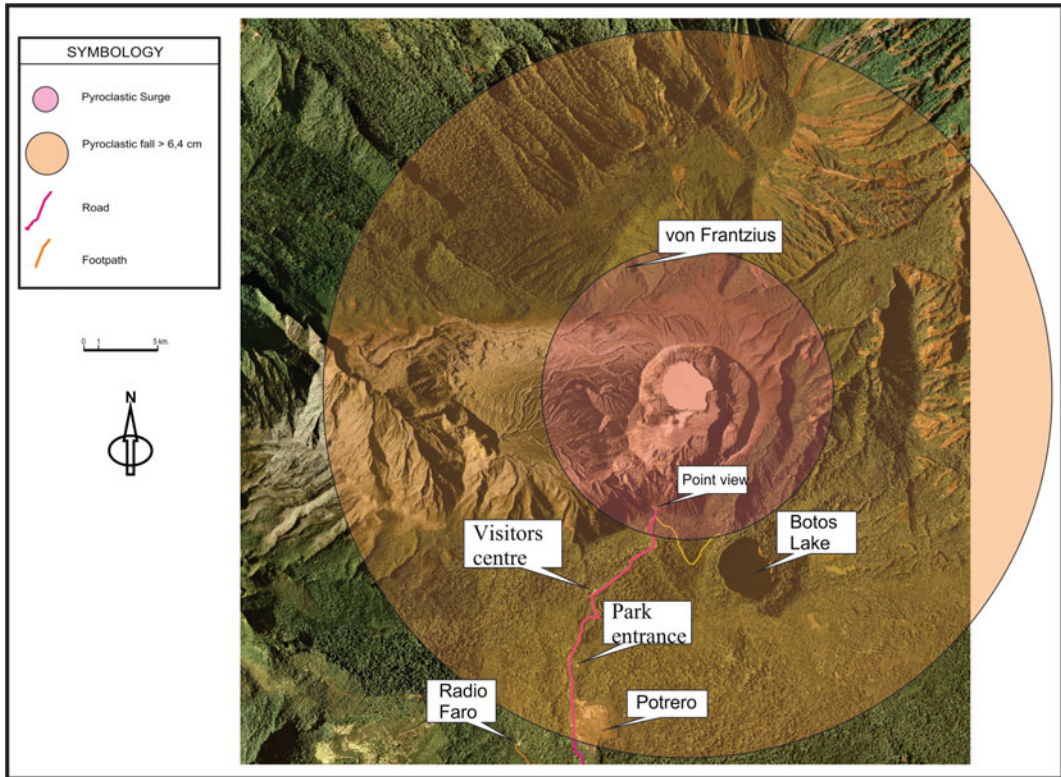 SYMBOLOGY
Pyroclastic Surge
Pyroclastic fall > 6,4 cm
Road
Footpath
0 1 5 km.
N
von Frantzius
Point view
Botos
Lake
Visitors
centre
Park
entrance
Radio
Faro
Potrero